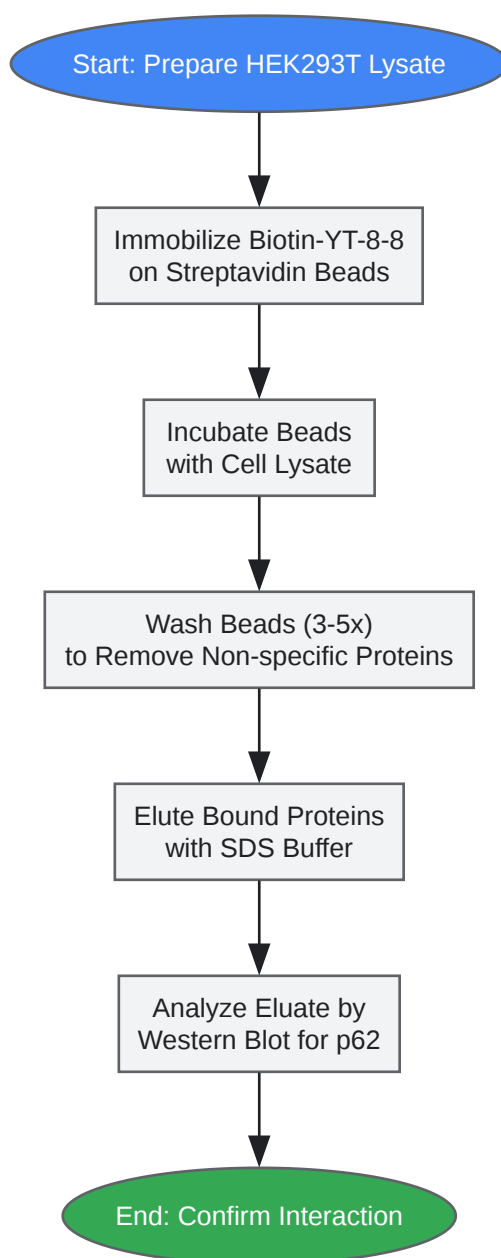 Start: Prepare HEK293T Lysate
Immobilize Biotin-YT-8-8
on Streptavidin Beads
Incubate Beads
with Cell Lysate
Wash Beads (3-5x)
to Remove Non-specific Proteins
Elute Bound Proteins
with SDS Buffer
Analyze Eluate by
Western Blot for p62
End: Confirm Interaction